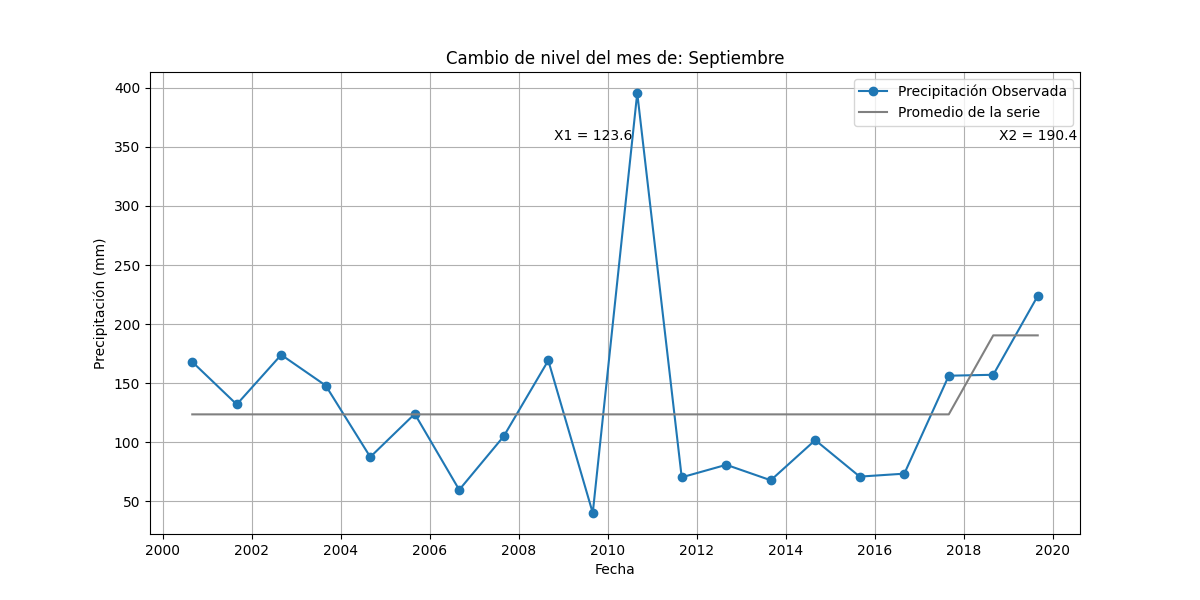 Cambio de nivel del mes de: Septiembre
Precipitación Observada
Promedio de la serie
X1 = 123.6
X2 = 190.4
Precipitación (mm)
400
350
300
250
200
150
100
50
2000 2002 2004 2006 2008 2010 2012 2014 2016 2018 2020
Fecha